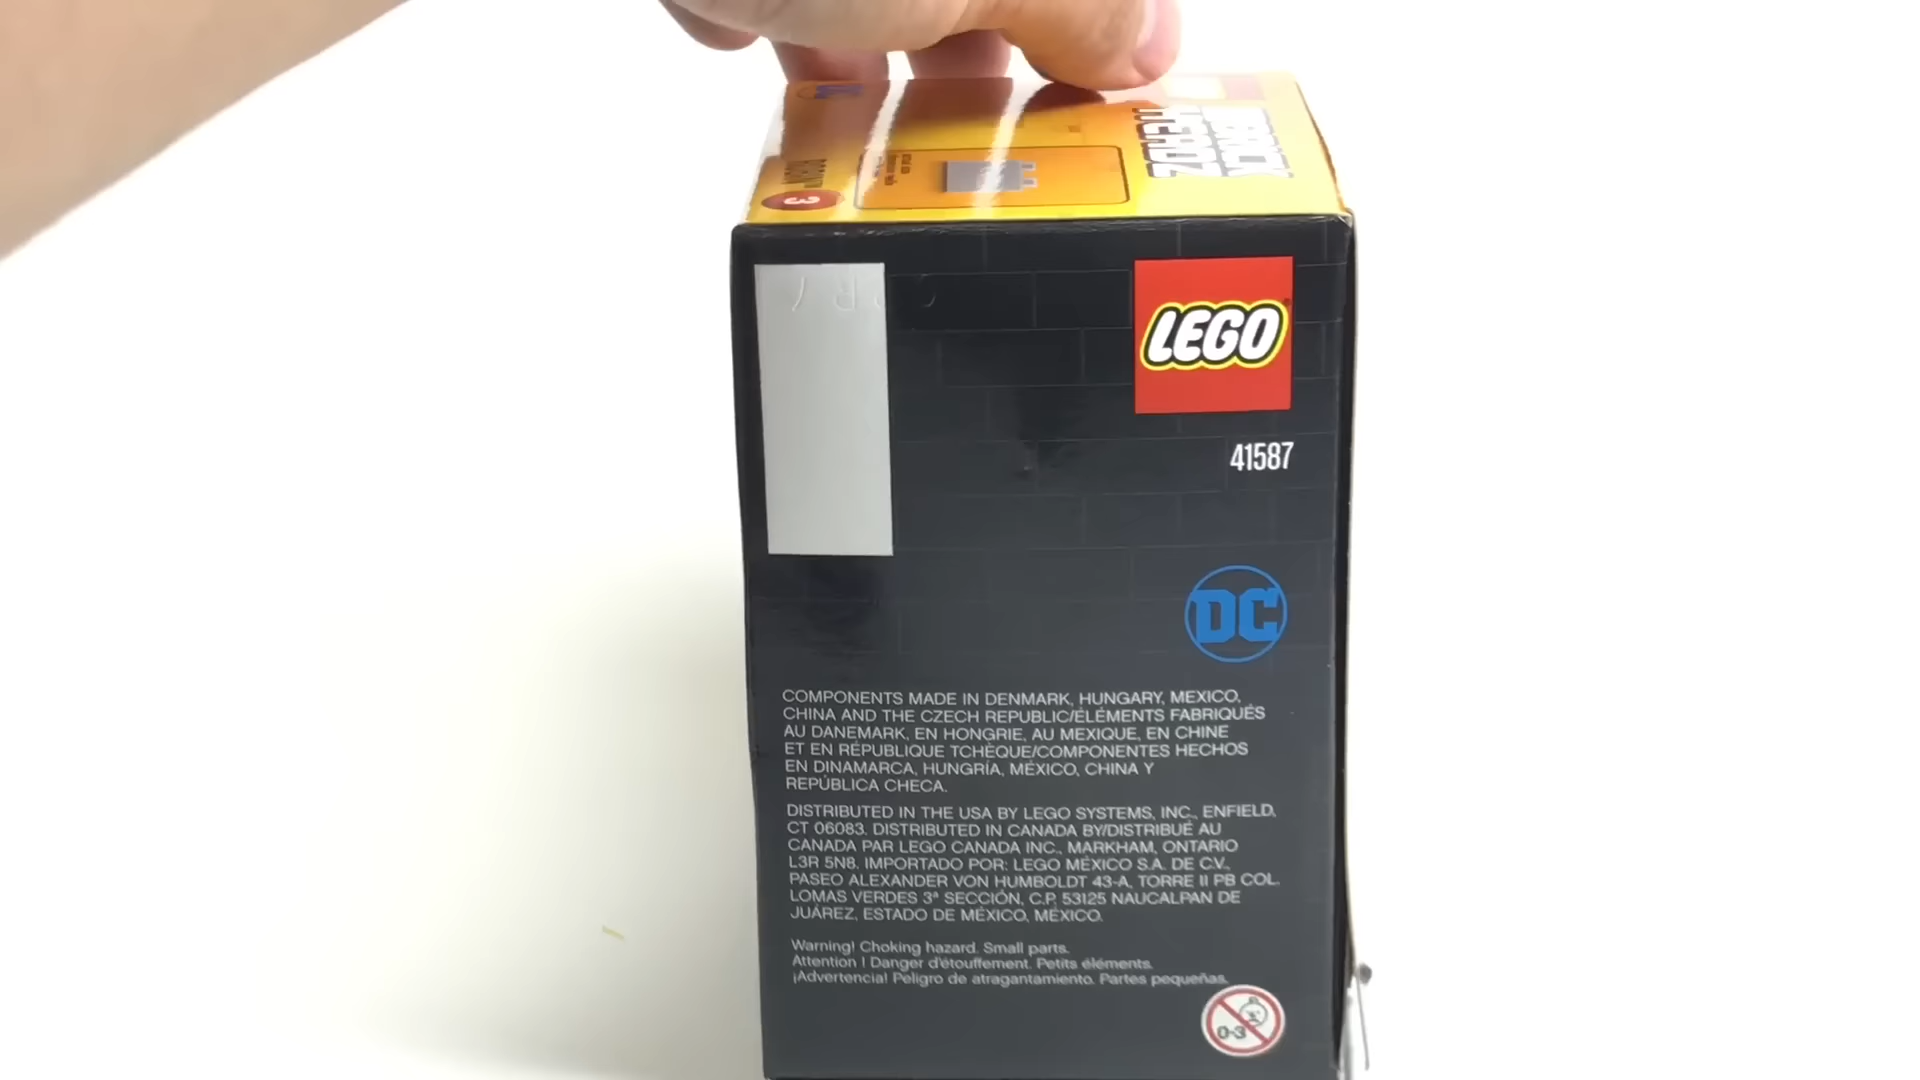 DC
BRICK
HEADZ
3
LEGO
41587
DC
COMPONENTS MADE IN DENMARK, HUNGARY, MEXICO,
CHINA AND THE CZECH REPUBLIC/ÉLÉMENTS FABRIQUÉS
AU DANEMARK, EN HONGRIE, AU MEXIQUE, EN CHINE
ET EN RÉPUBLIQUE TCHÈQUE/COMPONENTES HECHOS
EN DINAMARCA, HUNGRÍA, MÉXICO, CHINA Y
REPÚBLICA CHECA.
DISTRIBUTED IN THE USA BY LEGO SYSTEMS, INC., ENFIELD,
CT 06083. DISTRIBUTED IN CANADA BY/DISTRIBUÉ AU
CANADA PAR LEGO CANADA INC., MARKHAM, ONTARIO
L3R 5N8. IMPORTADO POR: LEGO MÉXICO S.A. DE C.V.,
PASEO ALEXANDER VON HUMBOLDT 43-A, TORRE II PB COL.
LOMAS VERDES 3ª SECCIÓN, C.P. 53125 NAUCALPAN DE
JUÁREZ, ESTADO DE MÉXICO, MÉXICO.
Warning! Choking hazard. Small parts.
Attention ! Danger d'étouffement. Petits éléments.
¡Advertencia! Peligro de atragantamiento. Partes pequeñas.
0-3